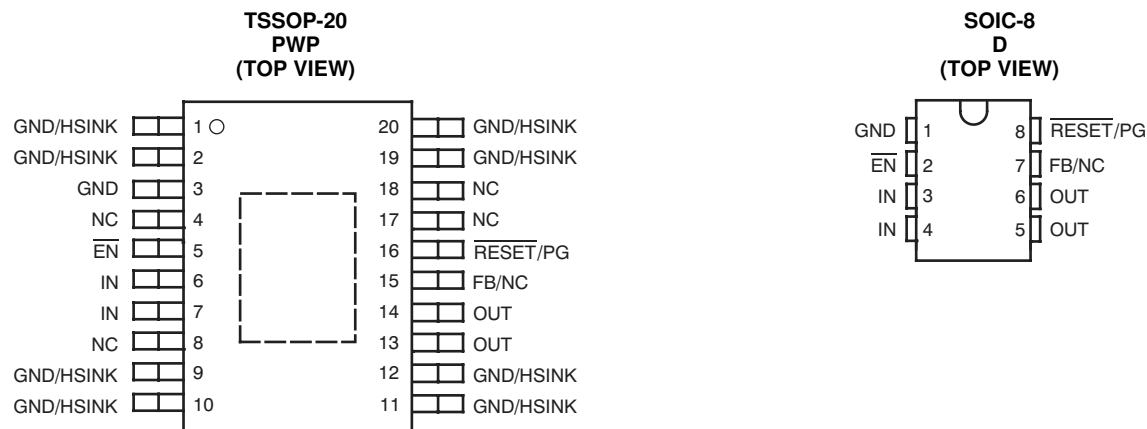 TSSOP-20
PWP
(TOP VIEW)
GND/HSINK 1 20 GND/HSINK
GND/HSINK 2 19 GND/HSINK
GND 3 18 NC
NC 4 17 NC
EN 5 16 RESET/PG
IN 6 15 FB/NC
IN 7 14 OUT
NC 8 13 OUT
GND/HSINK 9 12 GND/HSINK
GND/HSINK 10 11 GND/HSINK
SOIC-8
D
(TOP VIEW)
GND 1 8 RESET/PG
EN 2 7 FB/NC
IN 3 6 OUT
IN 4 5 OUT